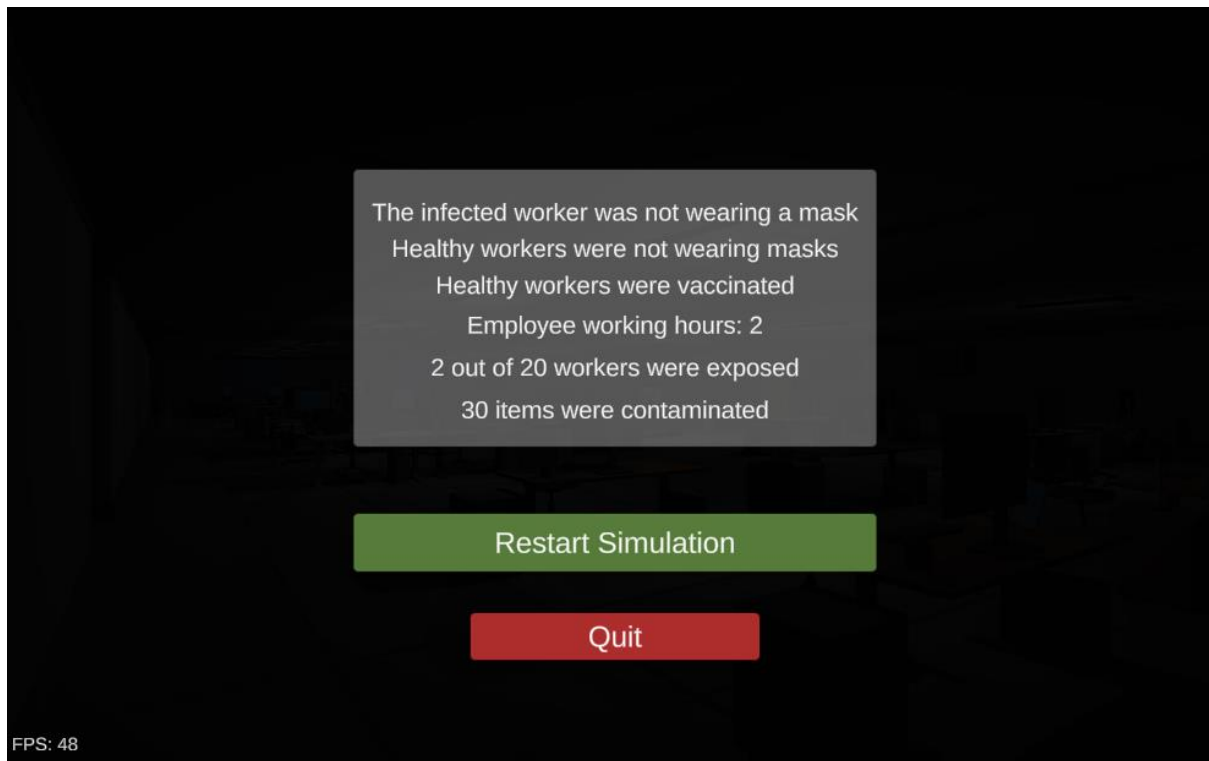 The infected worker was not wearing a mask
Healthy workers were not wearing masks
Healthy workers were vaccinated
Employee working hours: 2
2 out of 20 workers were exposed
30 items were contaminated
Restart Simulation
Quit
FPS: 48